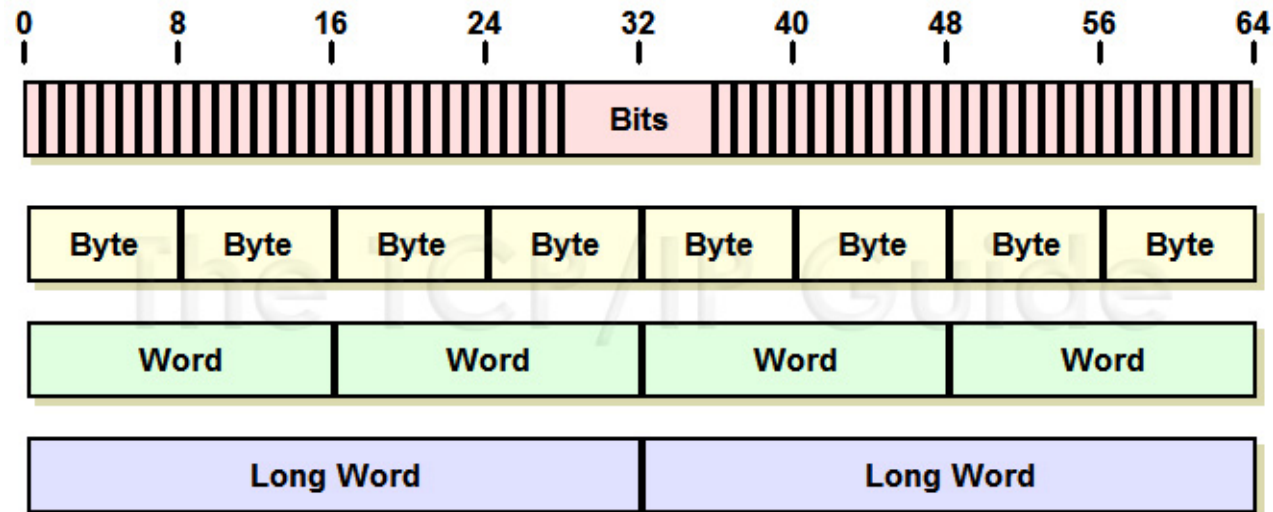 0 8 16 24 32 40 48 56 64
Bits
Byte Byte Byte Byte Byte Byte Byte Byte
The TCP/IP Guide
Word Word Word Word
Long Word Long Word